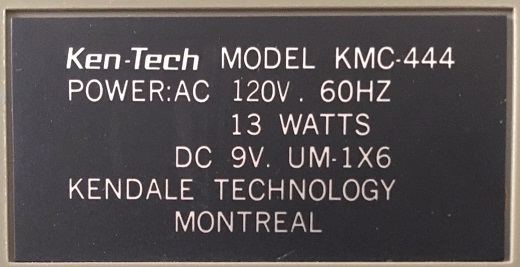 Ken-Tech MODEL KMC-444
POWER:AC 120V. 60HZ
13 WATTS
DC 9V. UM-1X6
KENDALE TECHNOLOGY
MONTREAL